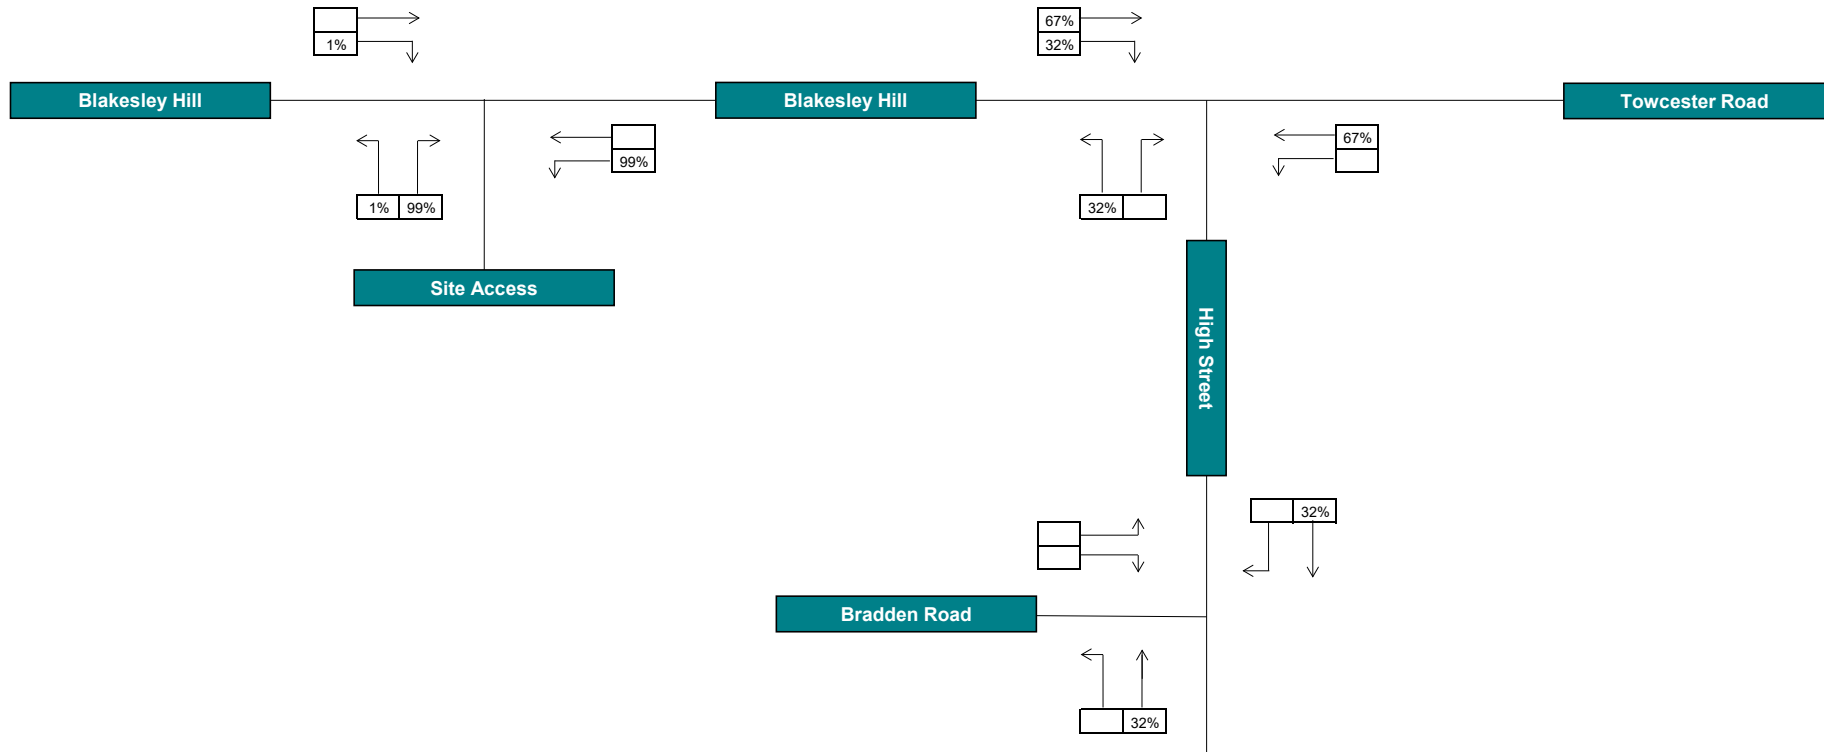 67%
1%
32%
Blakesley Hill
Blakesley Hill
Towcester Road
67%
99%
1% 99%
32%
Site Access
High Street
32%
Bradden Road
32%